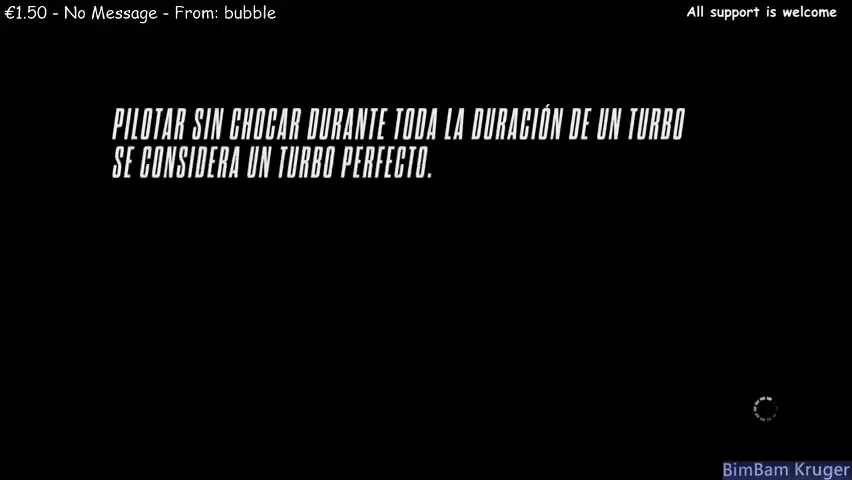 €1.50 - No Message - From: bubble
All support is welcome
PILOTAR SIN CHOCAR DURANTE TODA LA DURACIÓN DE UN TURBO
SE CONSIDERA UN TURBO PERFECTO.
BimBam Kruger